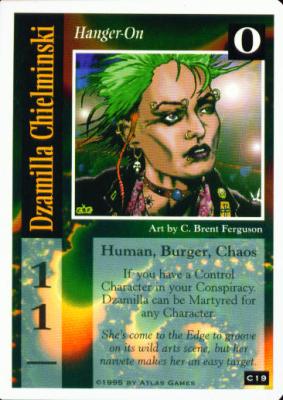 Hanger-On
0
Dzamilla Chielminski
Art by C. Brent Ferguson
Human, Burger, Chaos
If you have a Control
Character in your Conspiracy,
Dzamilla can be Martyred for
any Character.
She's come to the Edge to groove
on its wild arts scene, but her
naivete makes her an easy target.
1
1
—
©1995 BY ATLAS GAMES
C19